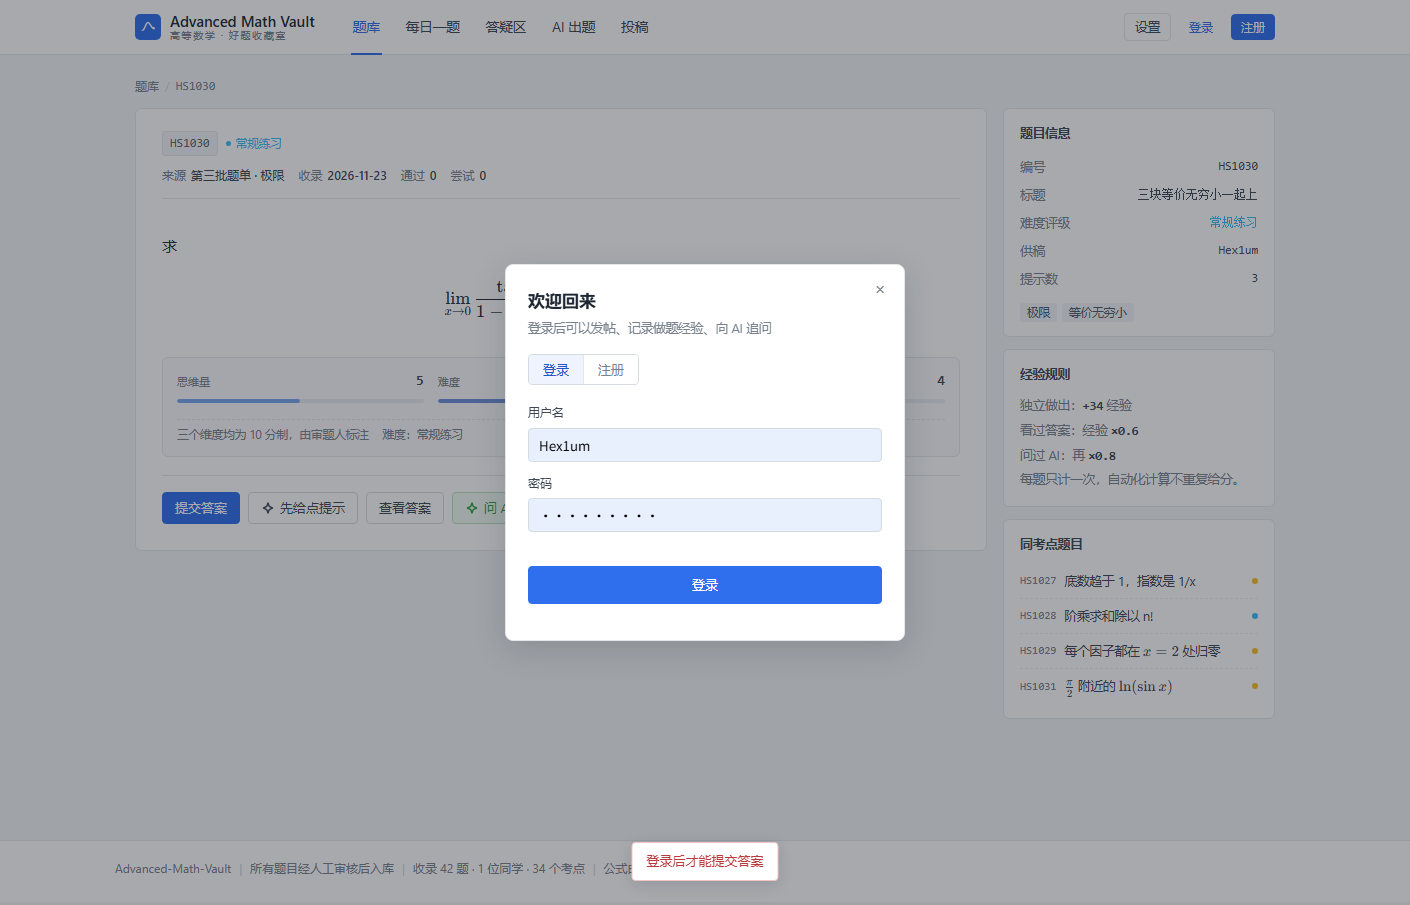 Advanced Math Vault
高等数学 · 好题收藏室
题库 每日一题 答疑区 AI 出题 投稿
设置 登录 注册
题库 / HS1030
HS1030 常规练习
来源 第三批题单 · 极限 收录 2026-11-23 通过 0 尝试 0
求
lim x→0
1 −
思维量 5 难度 4
三个维度均为 10 分制，由审题人标注 难度：常规练习
提交答案 先给点提示 查看答案 问
欢迎回来
×
登录后可以发帖、记录做题经验、向 AI 追问
登录 注册
用户名
Hex1um
密码
• • • • • • • • •
登录
题目信息
编号 HS1030
标题 三块等价无穷小一起上
难度评级 常规练习
供稿 Hex1um
提示数 3
极限 等价无穷小
经验规则
独立做出：+34 经验
看过答案：经验 ×0.6
问过 AI：再 ×0.8
每题只计一次，自动化计算不重复给分。
同考点题目
HS1027 底数趋于 1，指数是 1/x
HS1028 阶乘求和除以 n!
HS1029 每个因子都在 x = 2 处归零
HS1031 π/2 附近的 ln(sin x)
Advanced-Math-Vault | 所有题目经人工审核后入库 | 收录 42 题 · 1 位同学 · 34 个考点 | 公式
登录后才能提交答案